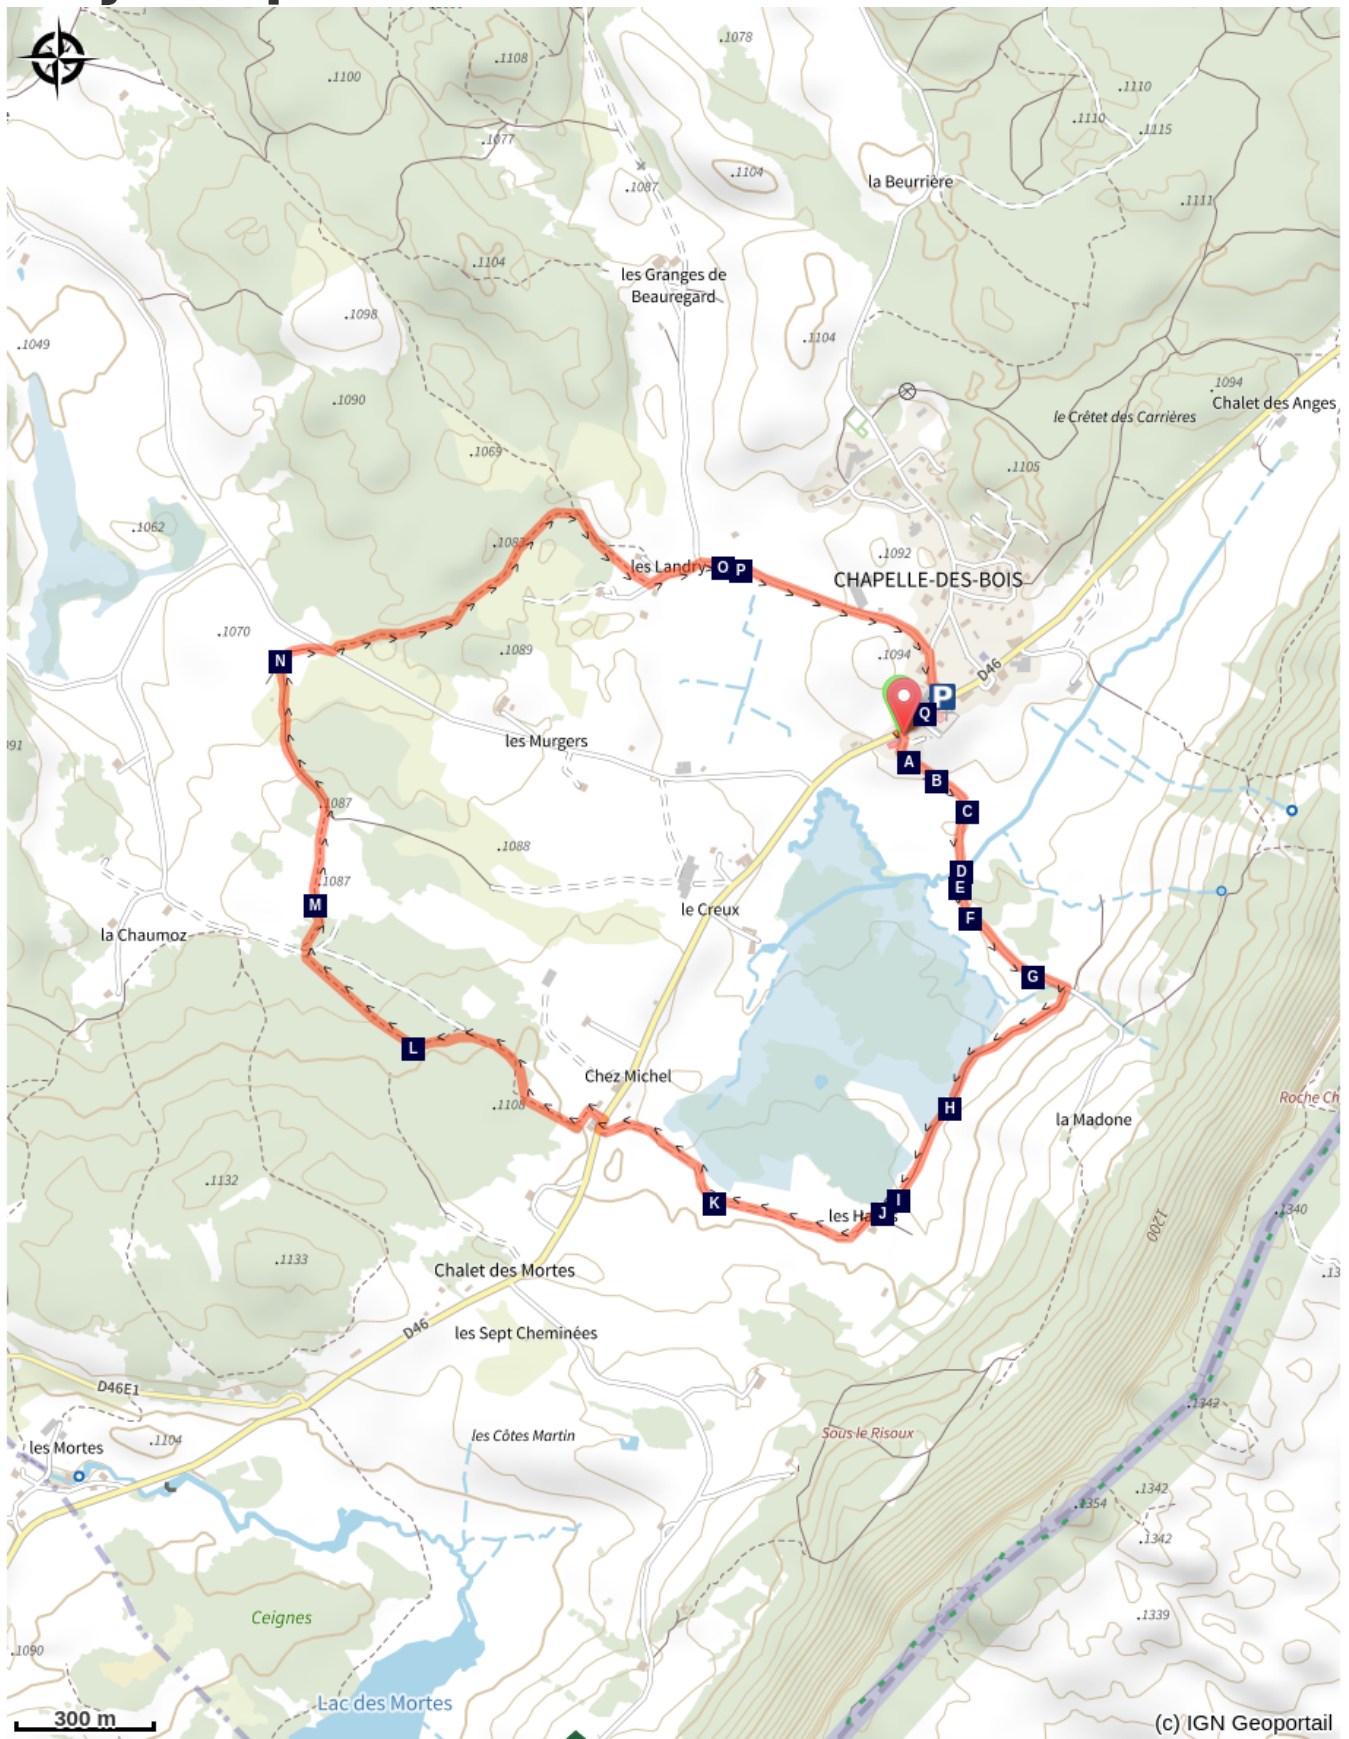 .1078
.1108
.1100
.1110
.1110
.1115
.1077
.1104
.1087
la Beurrière
.1111
.1104
les Granges de
Beauregard
.1098
.1104
.1049
.1094
Chalet des Anges
.1090
le Crêtet des Carrières
.1069
.1105
.1062
.1083
.1092
les Landry
O
P
CHAPELLE-DES-BOIS
.1070
.1089
.1094
N
D46
P
Q
les Murgers
A
B
C
.1087
.1088
D
.1087
E
M
le Creux
F
la Chaumoz
G
L
Chez Michel
.1108
H
Roche Ch
la Madone
.1132
K
I
J
les Ha
.1340
1200
.1133
Chalet des Mortes
D46
les Sept Cheminées
D46E1
.1342
les Côtes Martin
Sous le Risoux
les Mortes
.1104
.1342
.1354
.1342
Ceignes
.1339
.1090
Lac des Mortes
300 m
(c) IGN Geoportail